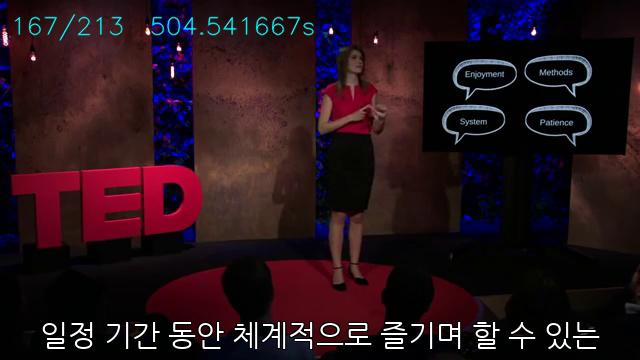 167/213 504.541667s
Enjoyment
Methods
System
Patience
TED
일정 기간 동안 체계적으로 즐기며 할 수 있는